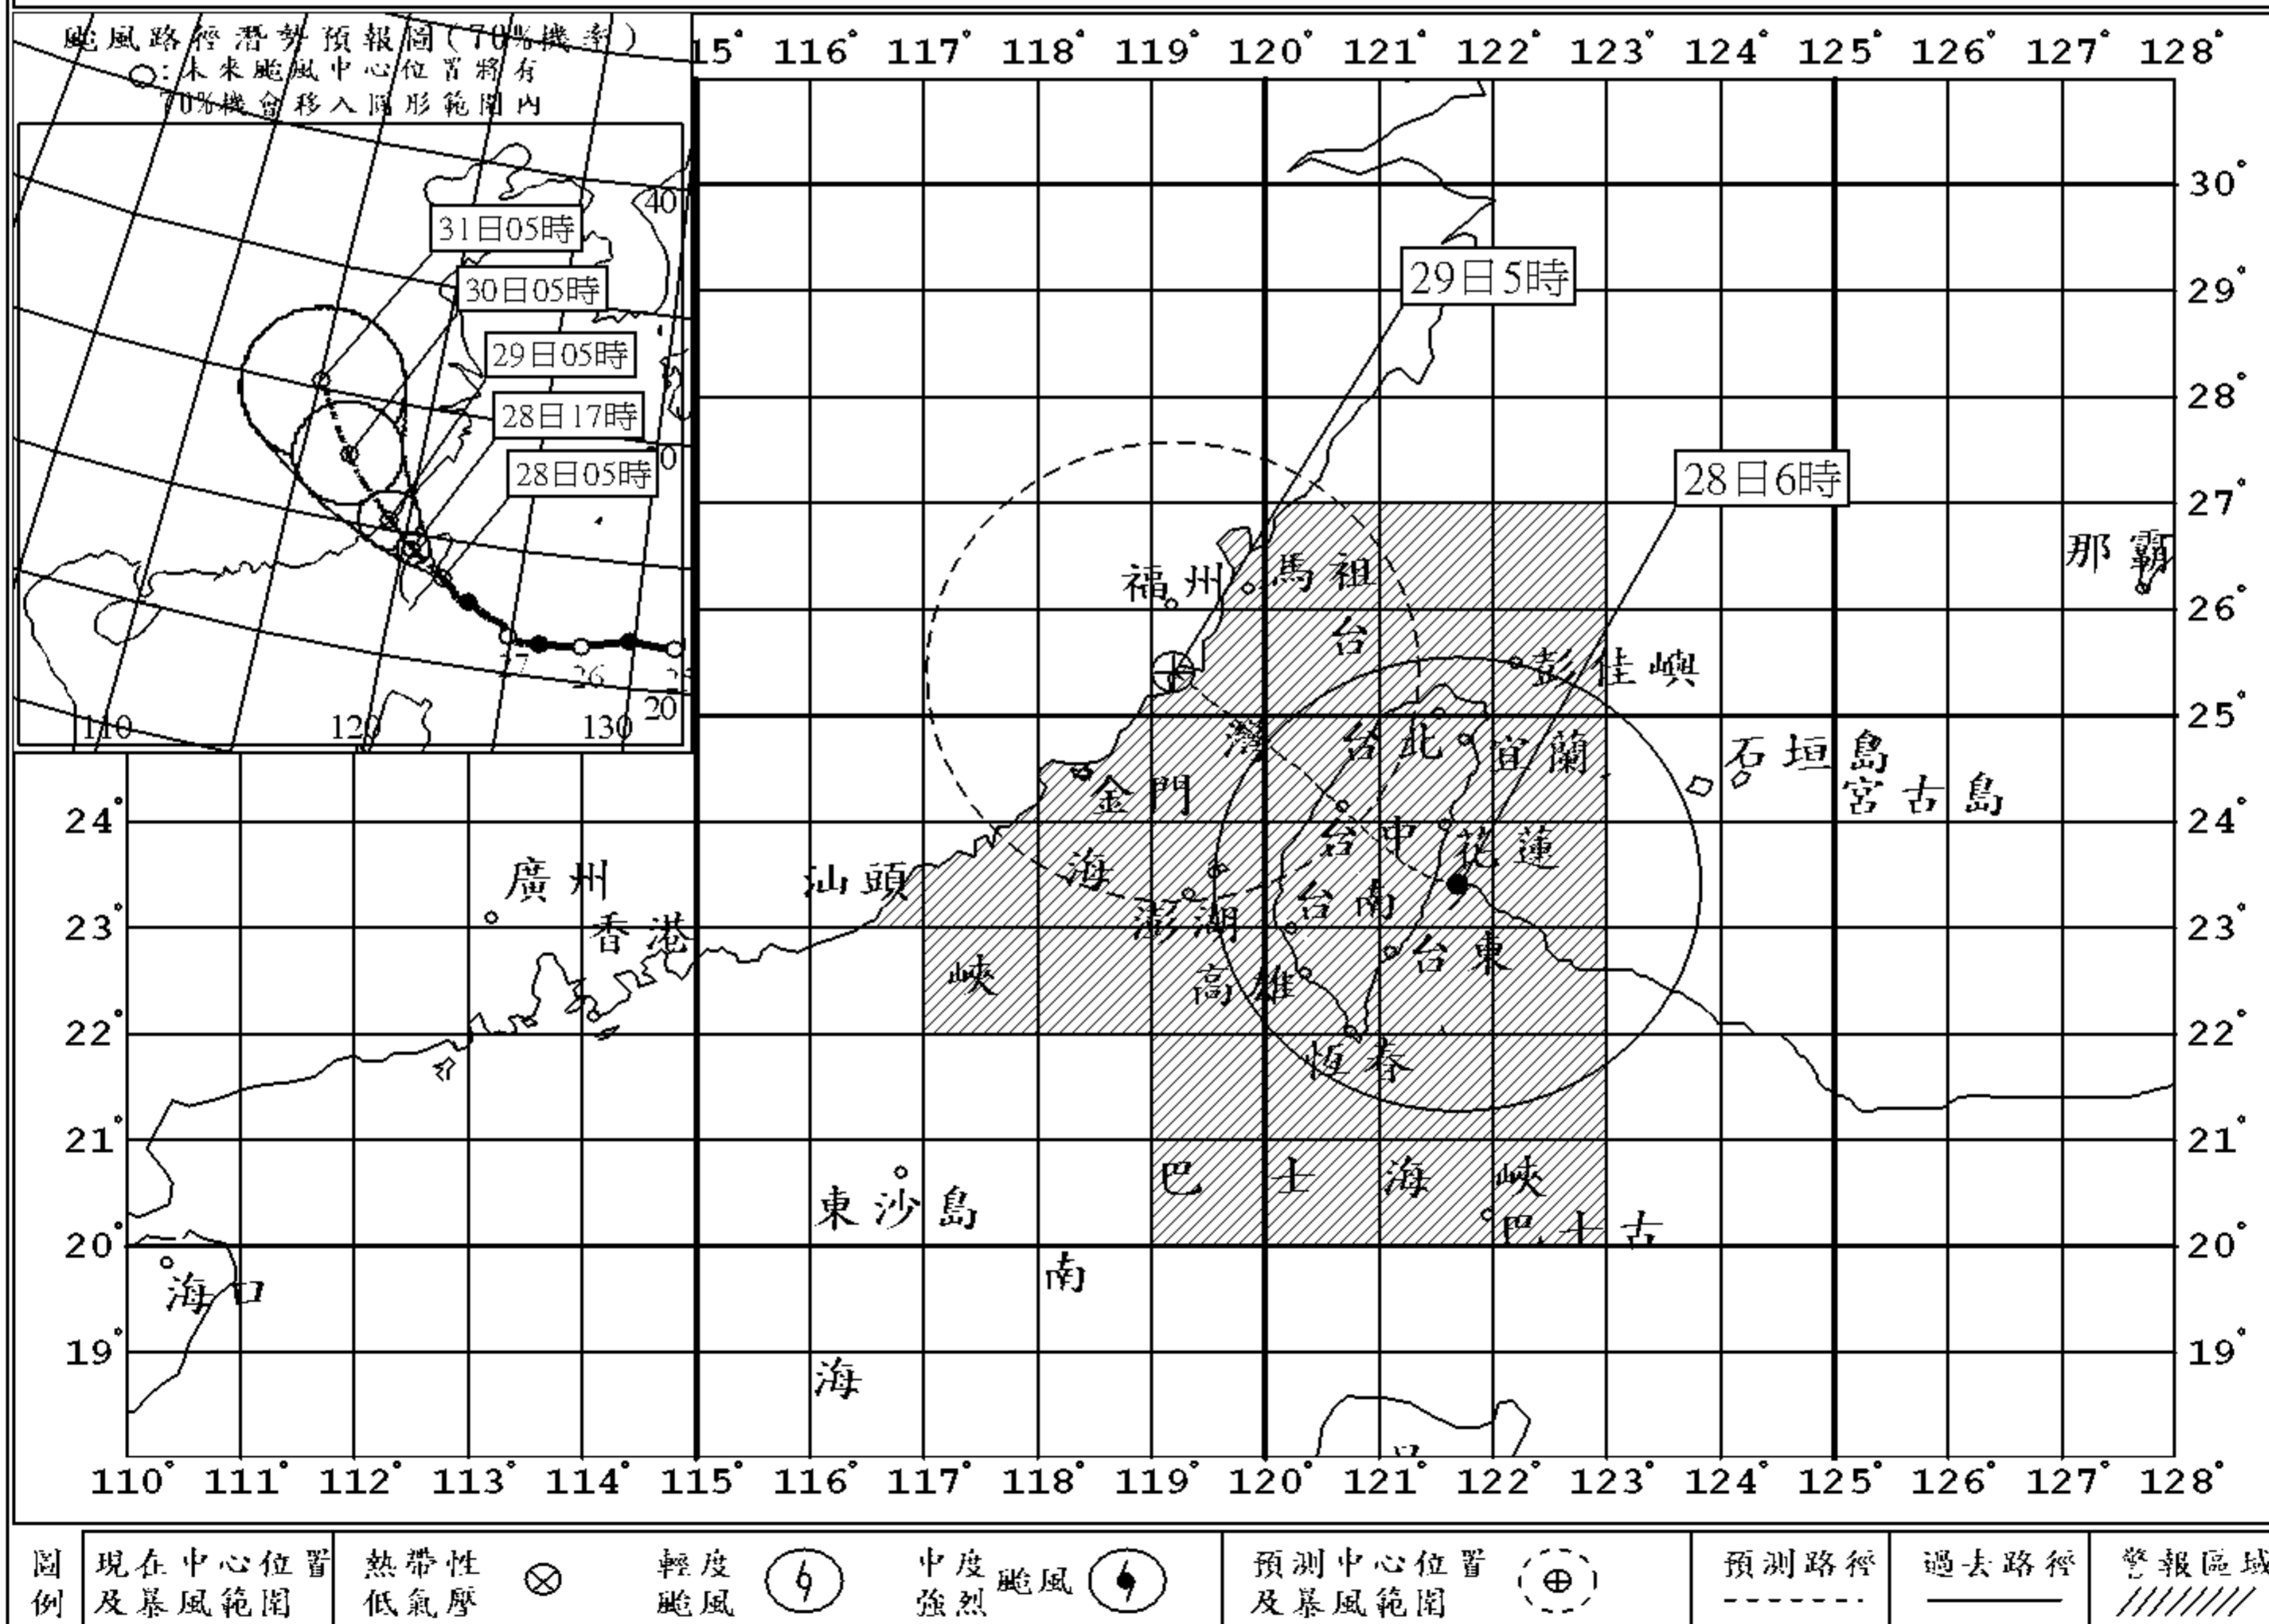 颱風路徑潛勢預報圖(70%機率)
○:未來颱風中心位置將有
70%機會移入圓形範圍內
31日05時
30日05時
29日05時
28日17時
28日05時
40
27
26
110
120
130
20
15° 116° 117° 118° 119° 120° 121° 122° 123° 124° 125° 126° 127° 128°
30°
29°
28°
27°
26°
25°
24° 24°
23° 23°
22° 22°
21° 21°
20° 20°
19° 19°
29日5時
28日6時
那霸
福州
馬祖
台
彭佳嶼
灣
台北
宜蘭
石垣島
宮古島
金門
台中
花蓮
廣州
汕頭
海
香港
澎湖
台南
台東
峽
高雄
恆春
巴士海峽
東沙島
巴士古
海口
南
海
110° 111° 112° 113° 114° 115° 116° 117° 118° 119° 120° 121° 122° 123° 124° 125° 126° 127° 128°
圖例
現在中心位置及暴風範圍
熱帶性低氣壓
輕度颱風
中度強烈颱風
預測中心位置及暴風範圍
預測路徑
過去路徑
警報區域